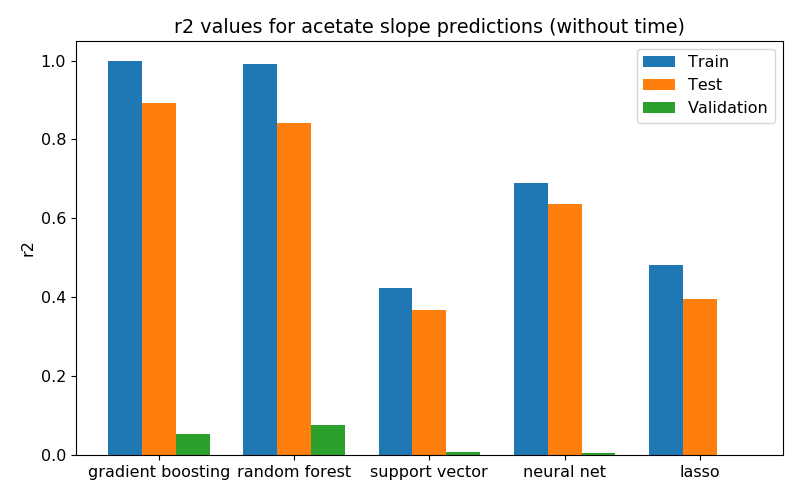 r2 values for acetate slope predictions (without time)
Train
Test
Validation
1.0
0.8
0.6
0.4
0.2
0.0
r2
gradient boosting
random forest
support vector
neural net
lasso